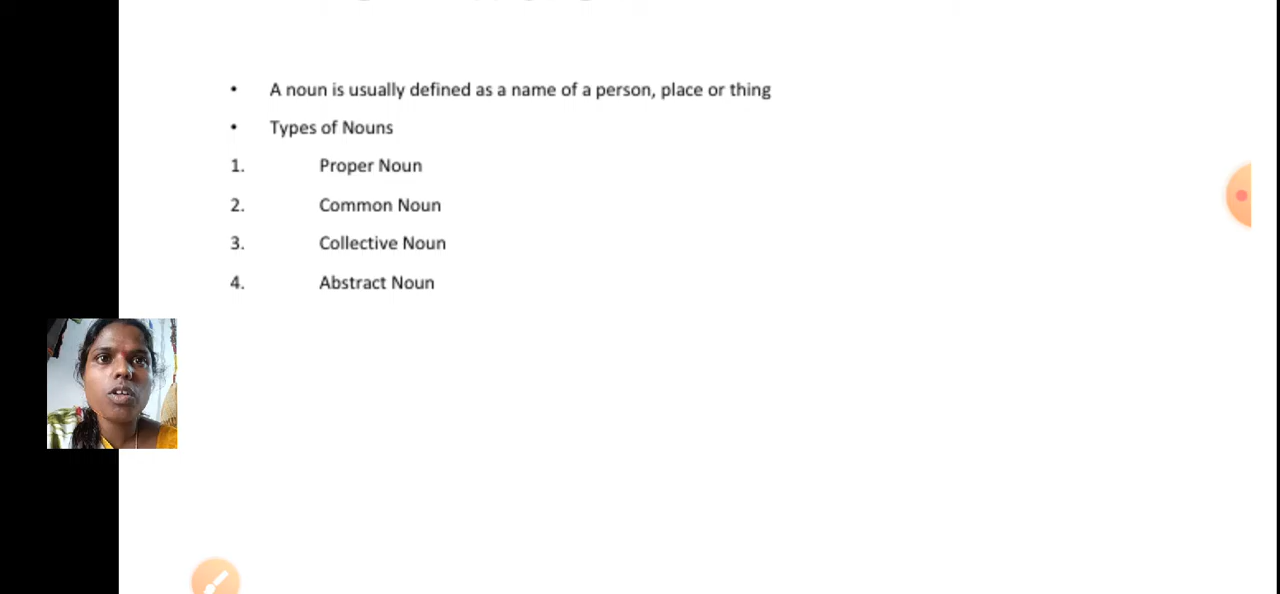 • A noun is usually defined as a name of a person, place or thing
• Types of Nouns
1. Proper Noun
2. Common Noun
3. Collective Noun
4. Abstract Noun